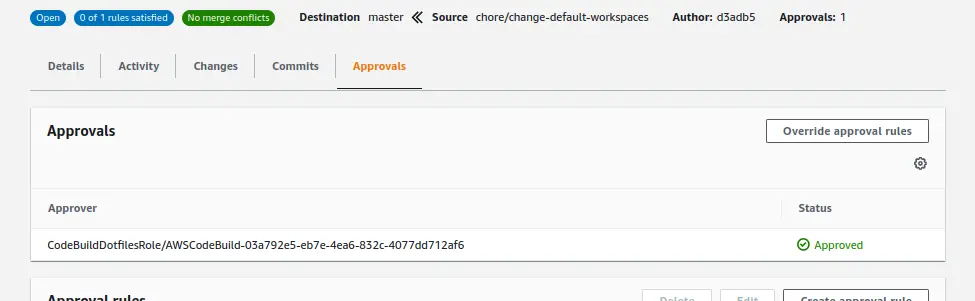 Open 0 of 1 rules satisfied No merge conflicts Destination master Source chore/change-default-workspaces Author: d3adb5 Approvals: 1
Details Activity Changes Commits Approvals
Approvals Override approval rules
Approver Status
CodeBuildDotfilesRole/AWSCodeBuild-03a792e5-eb7e-4ea6-832c-4077dd712af6 Approved
Approval rules Delete Edit Create approval rule